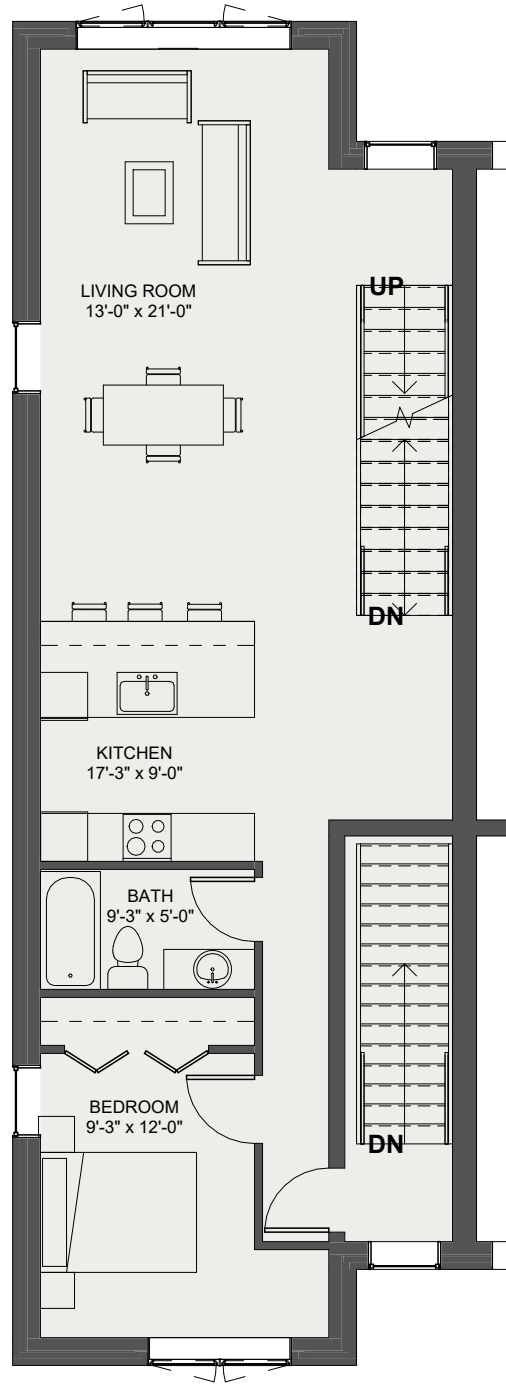 UP
LIVING ROOM
13'-0" x 21'-0"
DN
KITCHEN
17'-3" x 9'-0"
BATH
9'-3" x 5'-0"
BEDROOM
9'-3" x 12'-0"
DN